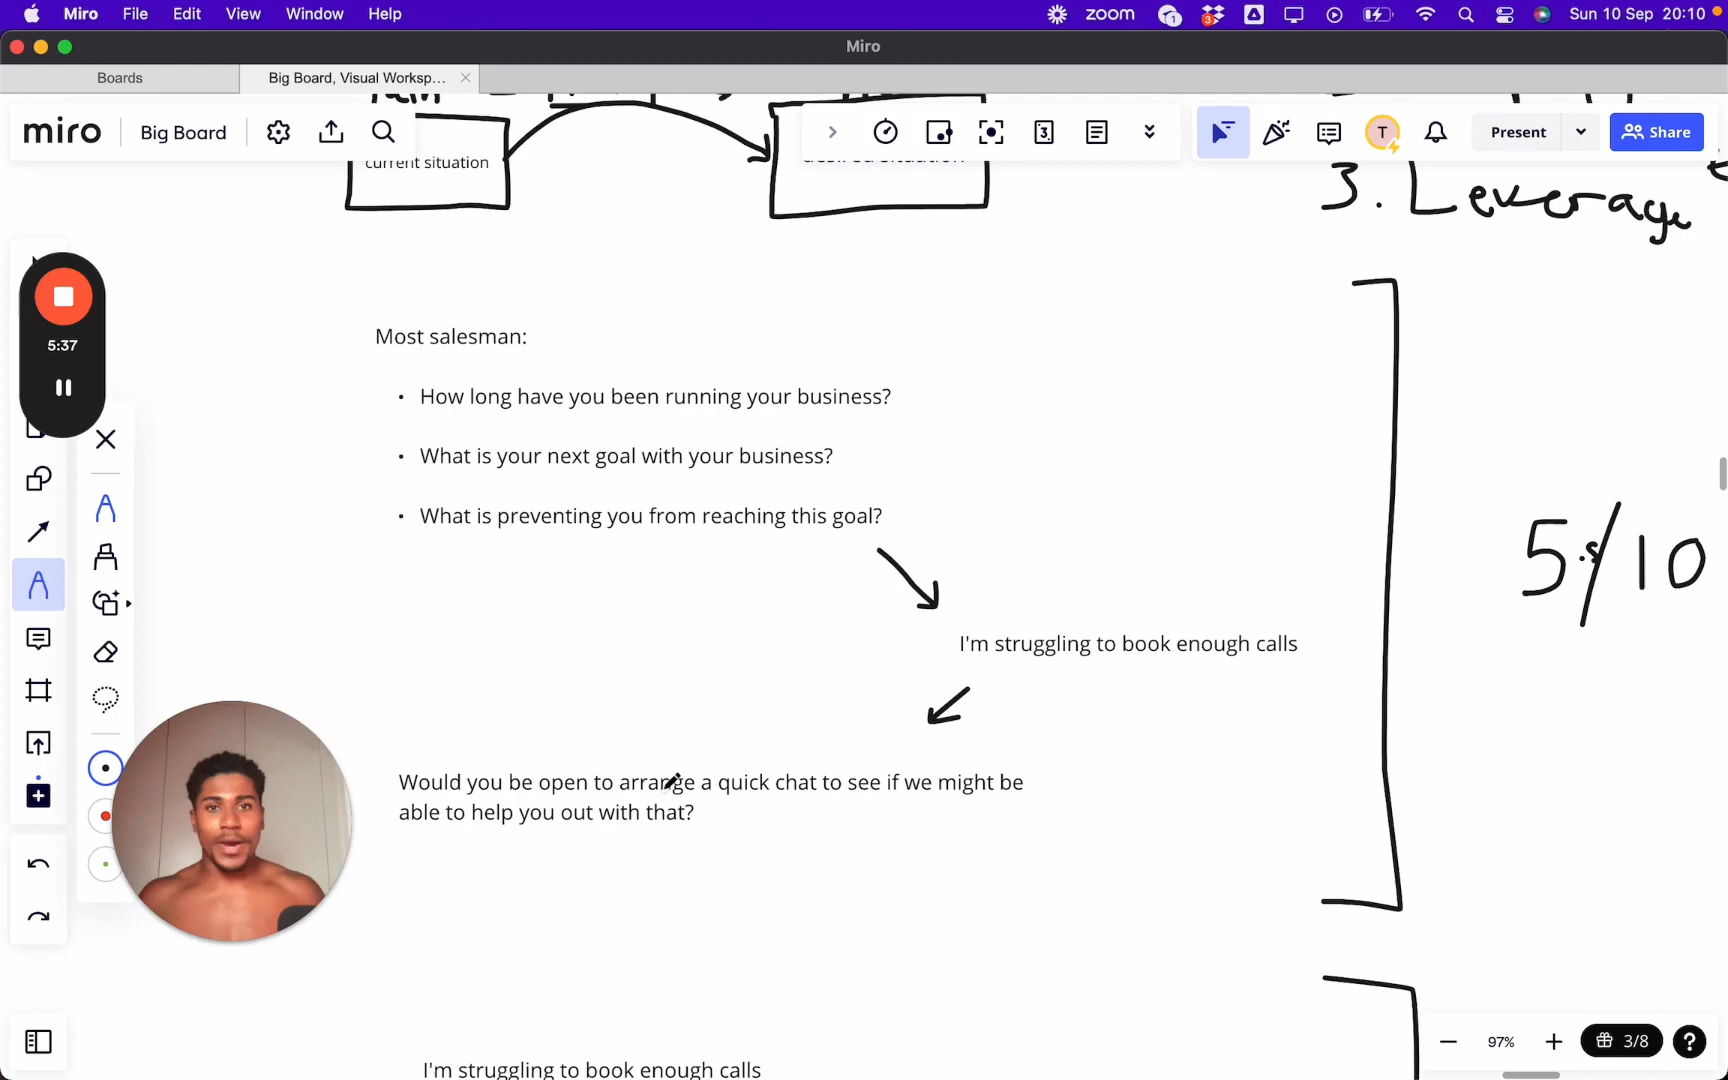 Miro File Edit View Window Help zoom 1 3 Sun 10 Sep 20:10
Miro
Boards Big Board, Visual Worksp...
miro Big Board 3 T Present Share
current situation
3. Leverage
5:37
Most salesman:
• How long have you been running your business?
• What is your next goal with your business?
• What is preventing you from reaching this goal?
5/10
I'm struggling to book enough calls
Would you be open to arrange a quick chat to see if we might be
able to help you out with that?
97% 3/8 ?
I'm struggling to book enough calls